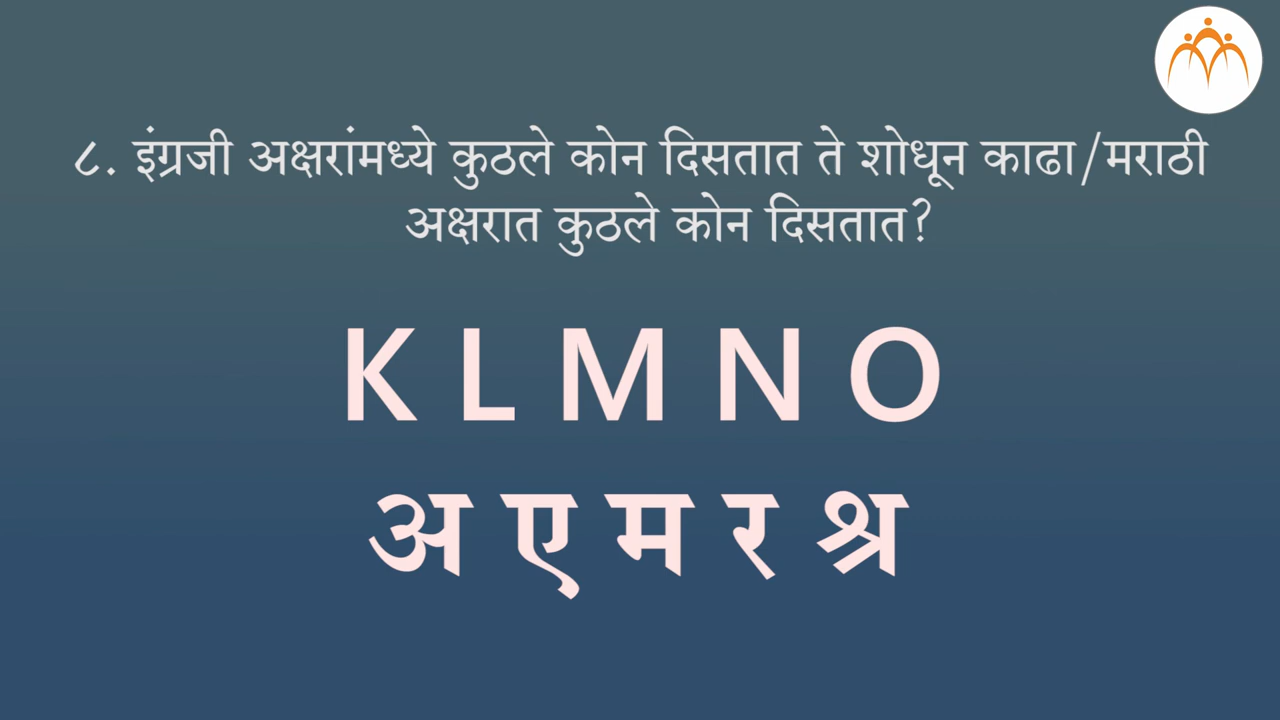 ८. इंग्रजी अक्षरांमध्ये कुठले कोन दिसतात ते शोधून काढा/मराठी
अक्षरात कुठले कोन दिसतात?
K L M N O
अ ए म र श्र